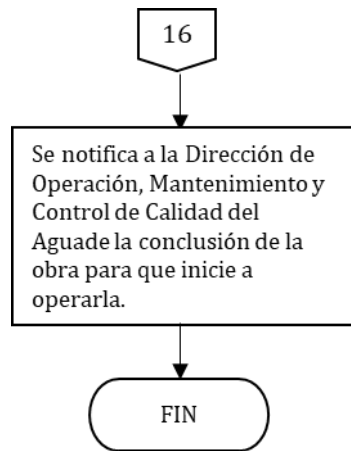 16
Se notifica a la Dirección de
Operación, Mantenimiento y
Control de Calidad del
Aguade la conclusión de la
obra para que inicie a
operarla.
FIN